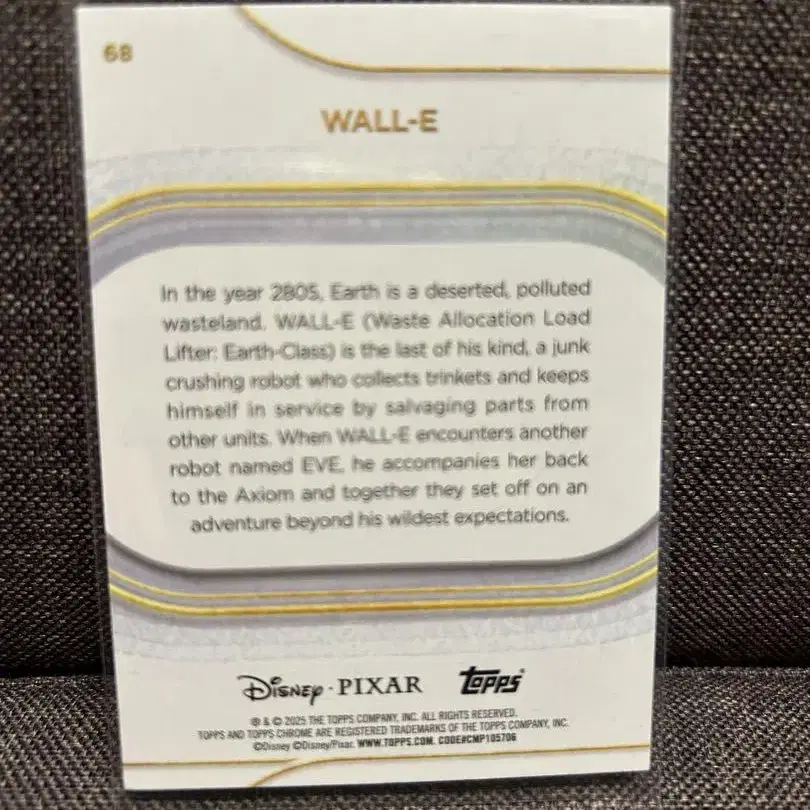 68
WALL-E
In the year 2805, Earth is a deserted, polluted
wasteland. WALL-E (Waste Allocation Load
Lifter: Earth-Class) is the last of his kind, a junk
crushing robot who collects trinkets and keeps
himself in service by salvaging parts from
other units. When WALL-E encounters another
robot named EVE, he accompanies her back
to the Axiom and together they set off on an
adventure beyond his wildest expectations.
Disney · PIXAR topps
® & © 2025 THE TOPPS COMPANY, INC. ALL RIGHTS RESERVED.
TOPPS AND TOPPS CHROME ARE REGISTERED TRADEMARKS OF THE TOPPS COMPANY, INC.
©Disney ©Disney/Pixar. WWW.TOPPS.COM. CODE#CMP105706